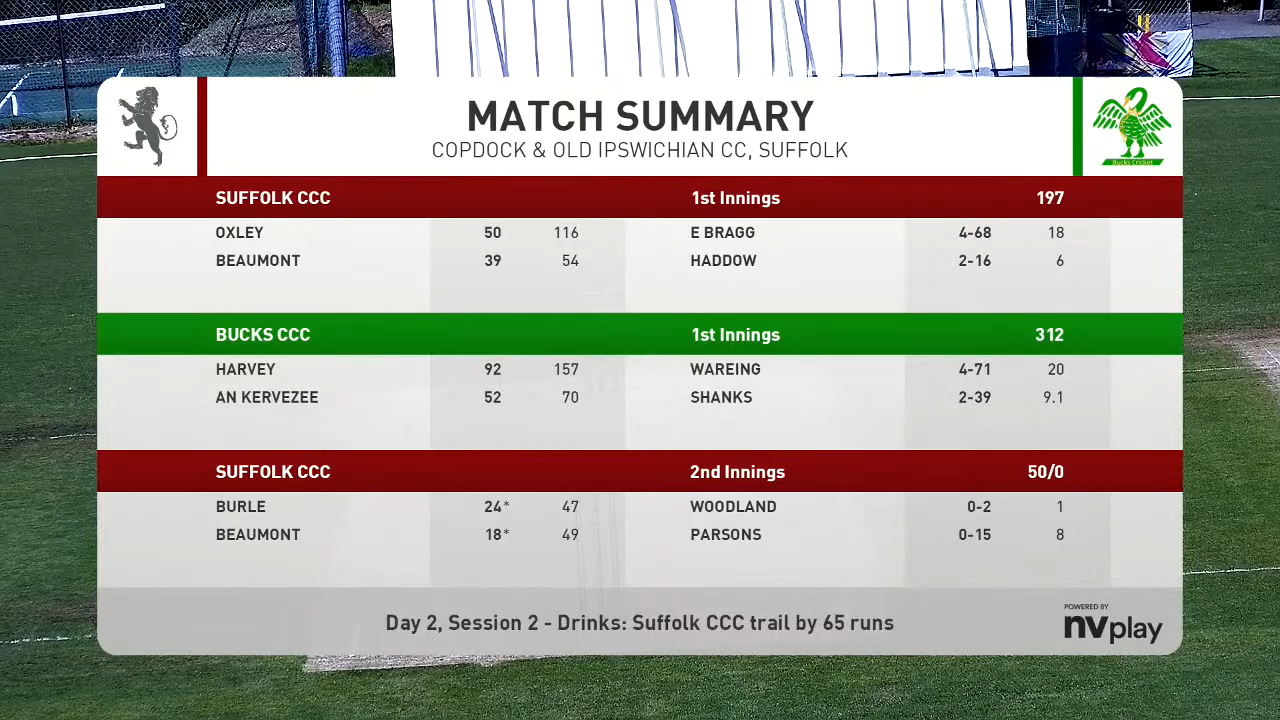 MATCH SUMMARY
COPDOCK & OLD IPSWICHIAN CC, SUFFOLK
Bucks Cricket
SUFFOLK CCC 1st Innings 197
OXLEY 50 116 E BRAGG 4-68 18
BEAUMONT 39 54 HADDOW 2-16 6
BUCKS CCC 1st Innings 312
HARVEY 92 157 WAREING 4-71 20
AN KERVEZEE 52 70 SHANKS 2-39 9.1
SUFFOLK CCC 2nd Innings 50/0
BURLE 24* 47 WOODLAND 0-2 1
BEAUMONT 18* 49 PARSONS 0-15 8
Day 2, Session 2 - Drinks: Suffolk CCC trail by 65 runs
POWERED BY
nvplay